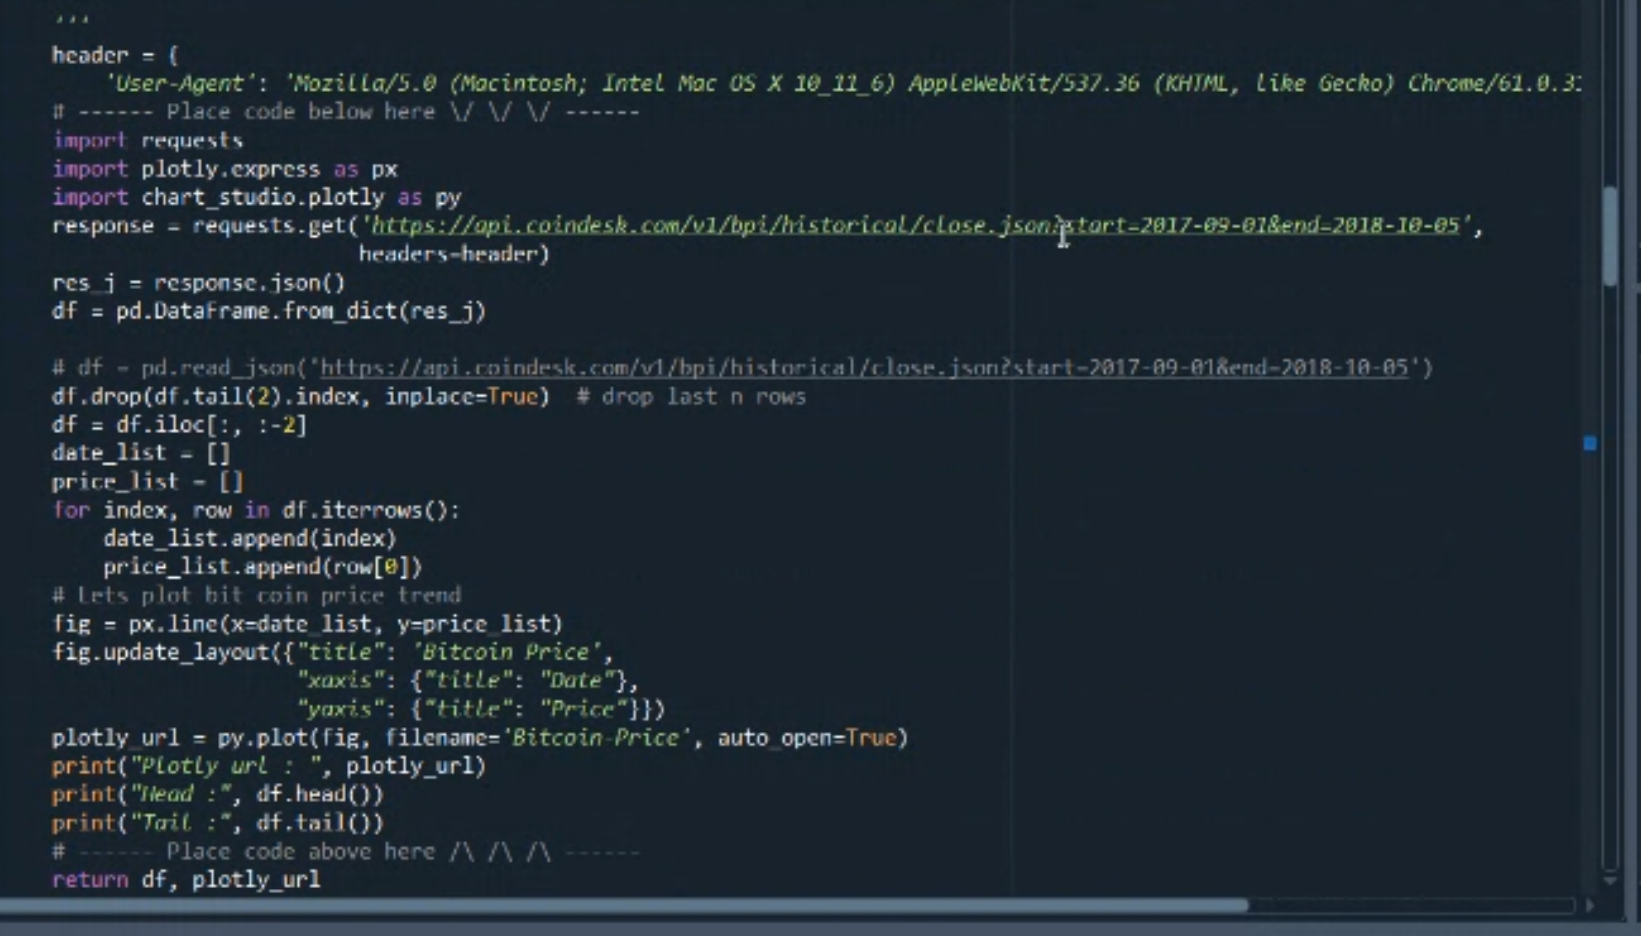 '''
header = {
'User-Agent': 'Mozilla/5.0 (Macintosh; Intel Mac OS X 10_11_6) AppleWebKit/537.36 (KHTML, like Gecko) Chrome/61.0.3
# ------ Place code below here \/ \/ \/ ------
import requests
import plotly.express as px
import chart_studio.plotly as py
response = requests.get('https://api.coindesk.com/v1/bpi/historical/close.json?start=2017-09-01&end=2018-10-05',
headers=header)
res_j = response.json()
df = pd.DataFrame.from_dict(res_j)
# df = pd.read_json('https://api.coindesk.com/v1/bpi/historical/close.json?start=2017-09-01&end=2018-10-05')
df.drop(df.tail(2).index, inplace=True)  # drop last n rows
df = df.iloc[:, :-2]
date_list = []
price_list = []
for index, row in df.iterrows():
date_list.append(index)
price_list.append(row[0])
# Lets plot bit coin price trend
fig = px.line(x=date_list, y=price_list)
fig.update_layout({"title": 'Bitcoin Price',
"xaxis": {"title": "Date"},
"yaxis": {"title": "Price"}})
plotly_url = py.plot(fig, filename='Bitcoin-Price', auto_open=True)
print("Plotly url : ", plotly_url)
print("Head :", df.head())
print("Tail :", df.tail())
# ------ Place code above here /\ /\ /\ ------
return df, plotly_url